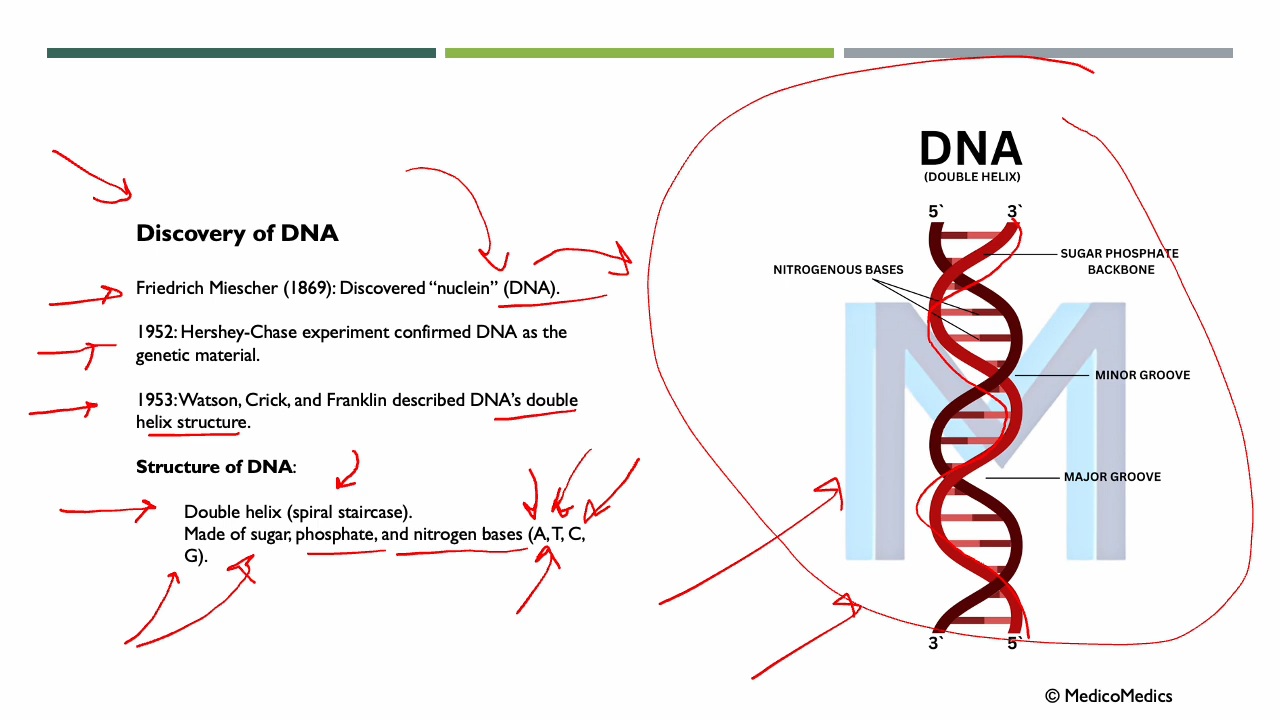 Discovery of DNA
Friedrich Miescher (1869): Discovered “nuclein” (DNA).
1952: Hershey-Chase experiment confirmed DNA as the
genetic material.
1953: Watson, Crick, and Franklin described DNA’s double
helix structure.
Structure of DNA:
Double helix (spiral staircase).
Made of sugar, phosphate, and nitrogen bases (A, T, C,
G).
DNA
(DOUBLE HELIX)
5` 3`
SUGAR PHOSPHATE
BACKBONE
NITROGENOUS BASES
MINOR GROOVE
MAJOR GROOVE
3` 5`
M
© MedicoMedics